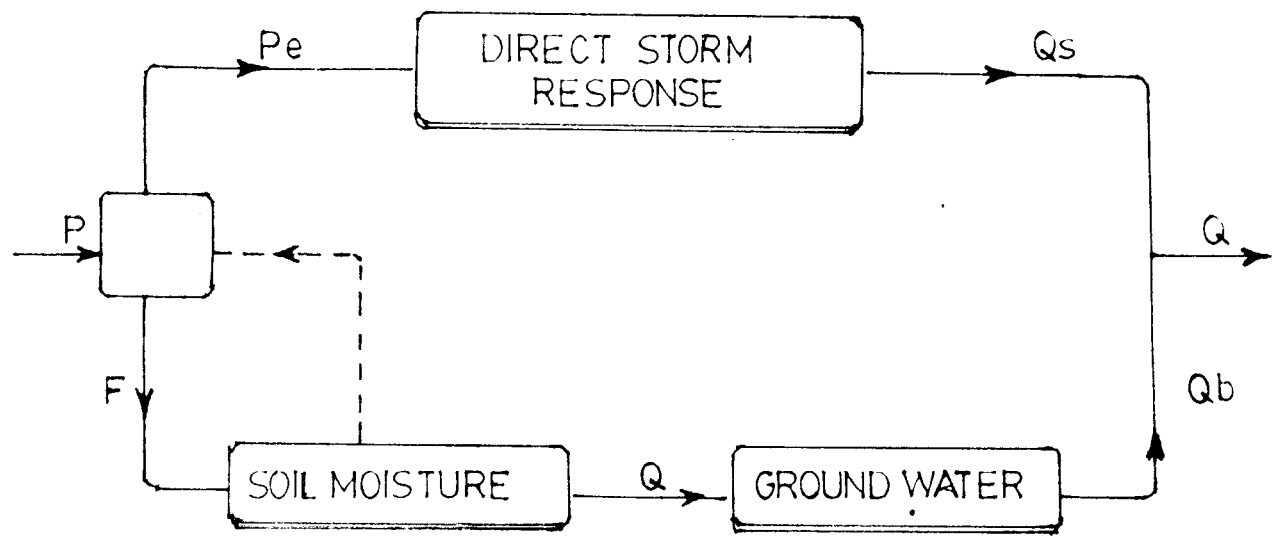 Pe
DIRECT STORM
RESPONSE
Qs
P
Q
F
Qb
SOIL MOISTURE
Q
GROUND WATER